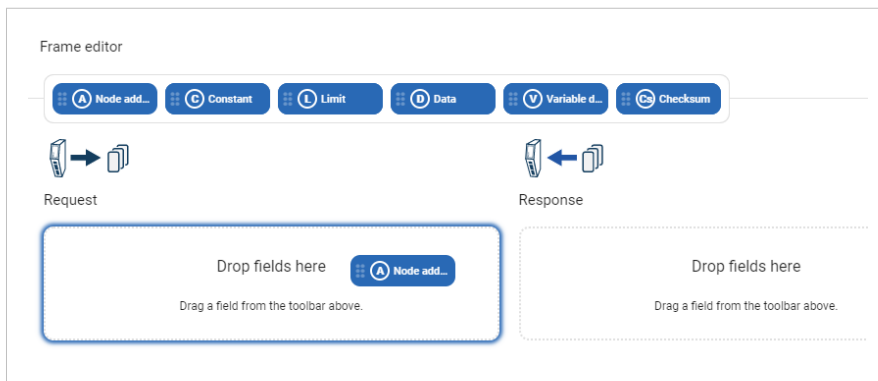 Frame editor
A Node add... C Constant L Limit D Data V Variable d... Cs Checksum
Request
Response
Drop fields here
A Node add...
Drag a field from the toolbar above.
Drop fields here
Drag a field from the toolbar above.